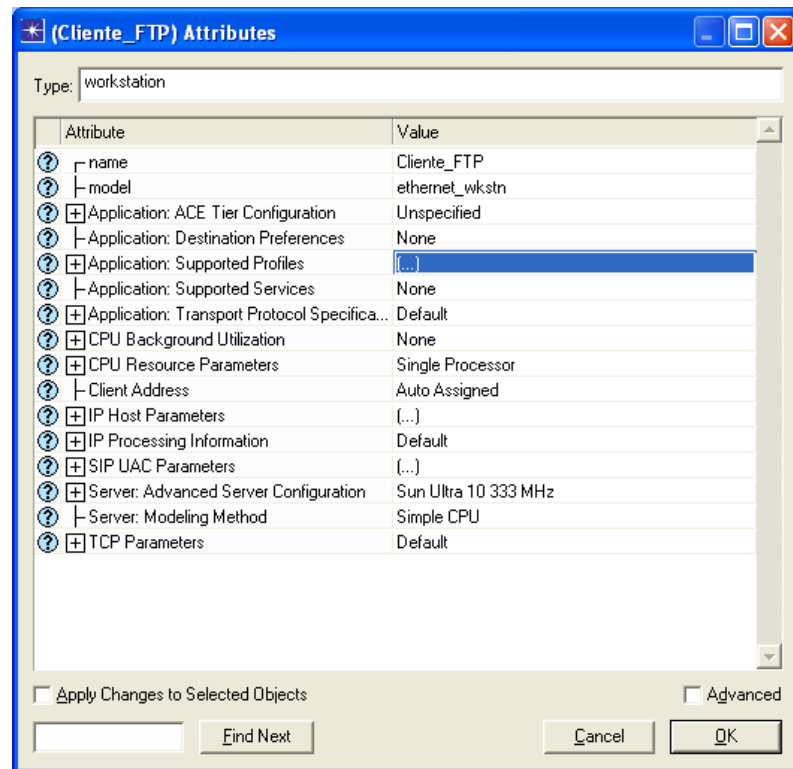 (Cliente_FTP) Attributes
Type: workstation
Attribute Value
name Cliente_FTP
model ethernet_wkstn
Application: ACE Tier Configuration Unspecified
Application: Destination Preferences None
Application: Supported Profiles (...)
Application: Supported Services None
Application: Transport Protocol Specifica... Default
CPU Background Utilization None
CPU Resource Parameters Single Processor
Client Address Auto Assigned
IP Host Parameters (...)
IP Processing Information Default
SIP UAC Parameters (...)
Server: Advanced Server Configuration Sun Ultra 10 333 MHz
Server: Modeling Method Simple CPU
TCP Parameters Default
Apply Changes to Selected Objects Advanced
Find Next Cancel OK